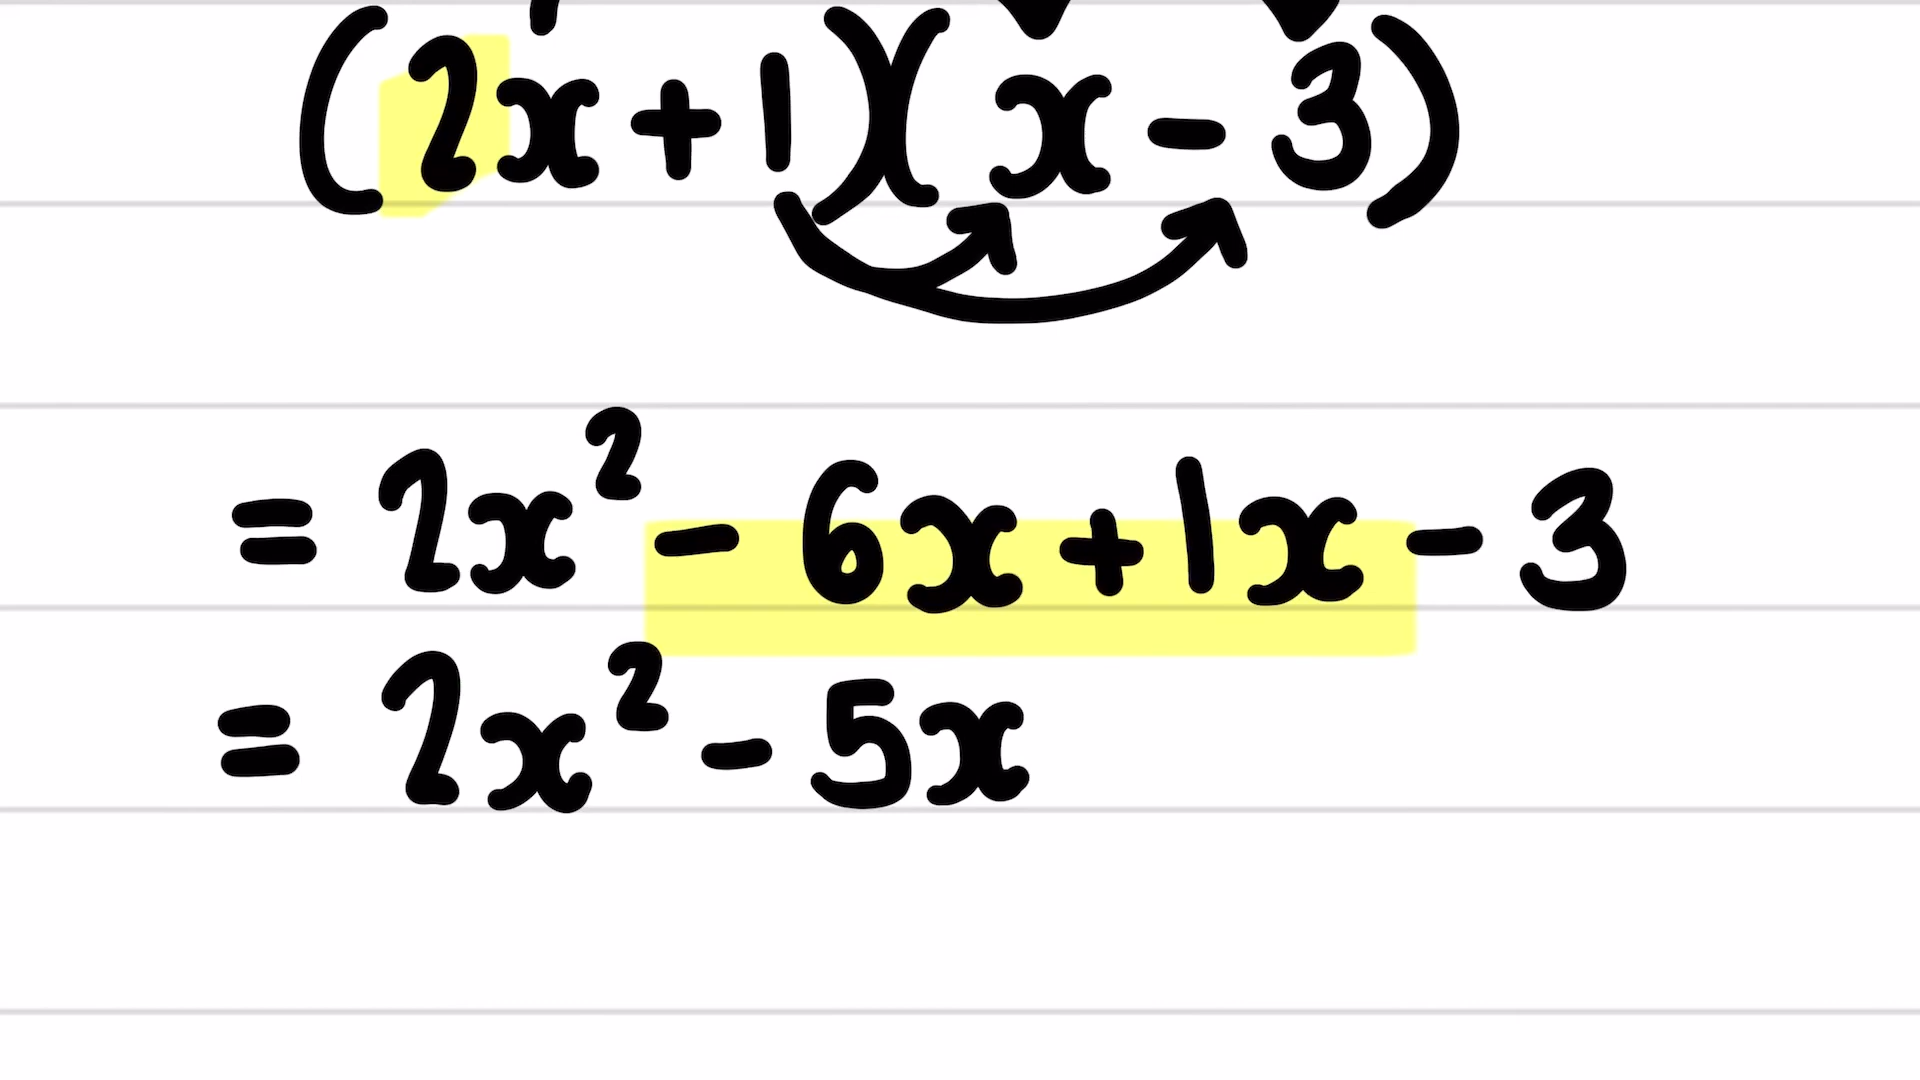 (2x+1)(x-3)
= 2x² - 6x + 1x - 3
= 2x² - 5x